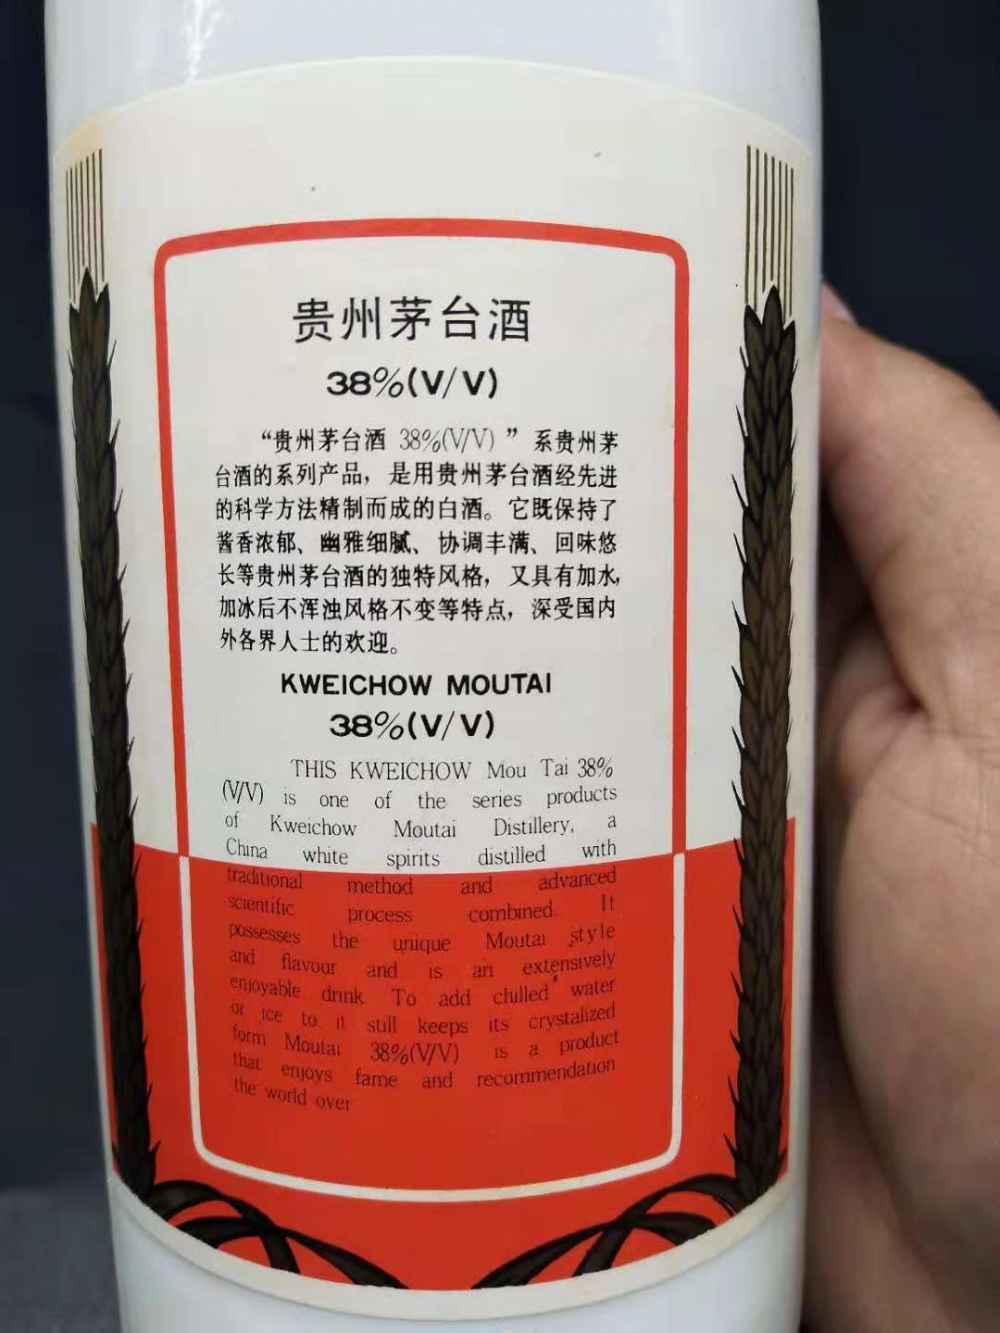 贵州茅台酒
38%(V/V)
“贵州茅台酒 38%(V/V)” 系贵州茅
台酒的系列产品，是用贵州茅台酒经先进
的科学方法精制而成的白酒。它既保持了
酱香浓郁、幽雅细腻、协调丰满、回味悠
长等贵州茅台酒的独特风格，又具有加水,
加冰后不浑浊风格不变等特点，深受国内
外各界人士的欢迎。
KWEICHOW MOUTAI
38%(V/V)
THIS KWEICHOW Mou Tai 38%
(V/V) is one of the series products
of Kweichow Moutai Distillery, a
China white spirits distilled with
traditional method and advanced
scientific process combined. It
possesses the unique Moutai style
and flavour and is an extensively
enjoyable drink To add chilled water
or ice to it still keeps its crystalized
form Moutai 38%(V/V) is a product
that enjoys fame and recommendation
the world over